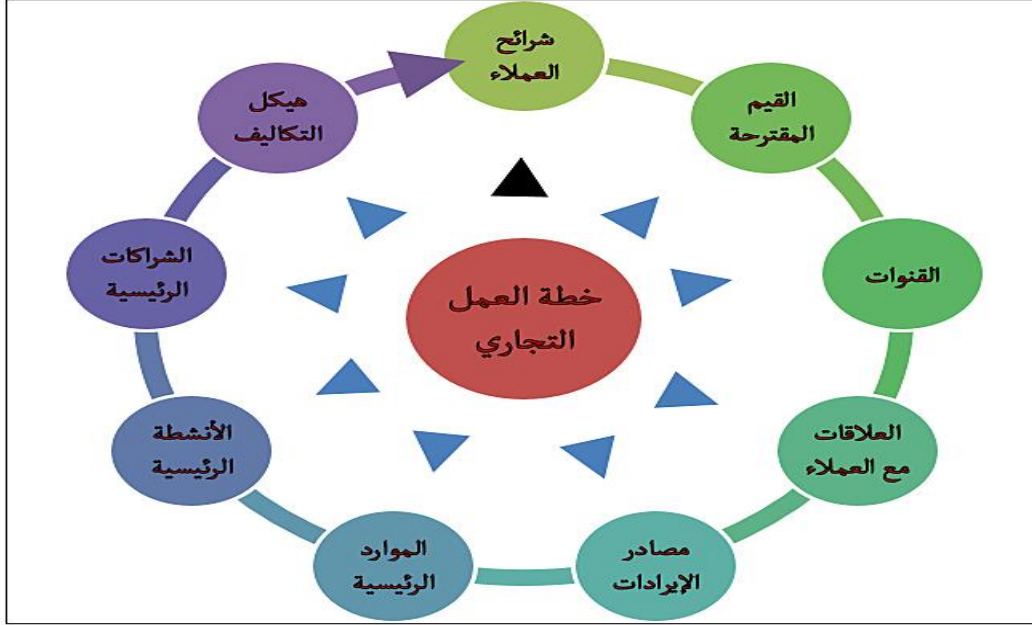 شرائح
العملاء
القيم
المقترحة
القنوات
العلاقات
مع العملاء
مصادر
الإيرادات
الموارد
الرئيسية
الأنشطة
الرئيسية
الشراكات
الرئيسية
هيكل
التكاليف
خطة العمل
التجاري